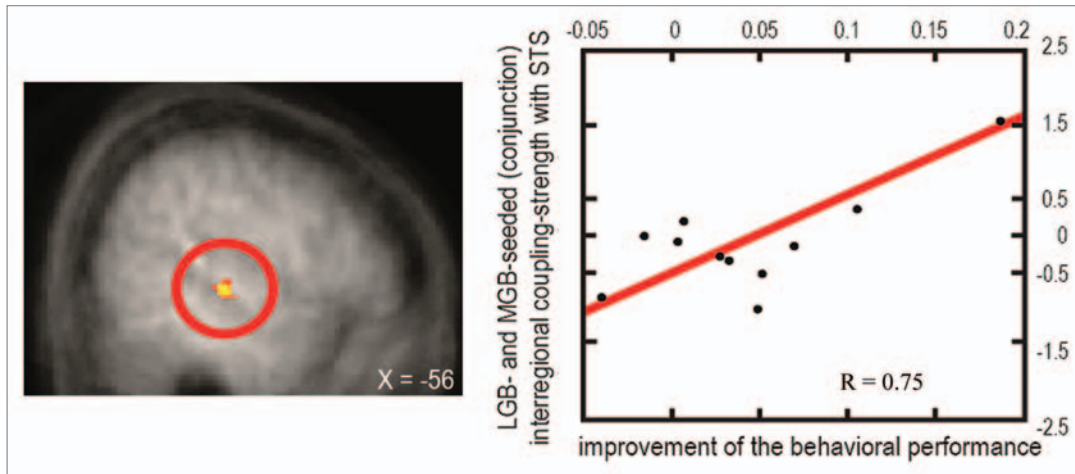 X = -56
LGB- and MGB-seeded (conjunction)
interregional coupling-strength with STS
-0.05 0 0.05 0.1 0.15 0.2
2.5
1.5
0.5
0
-0.5
-1.5
-2.5
R = 0.75
improvement of the behavioral performance